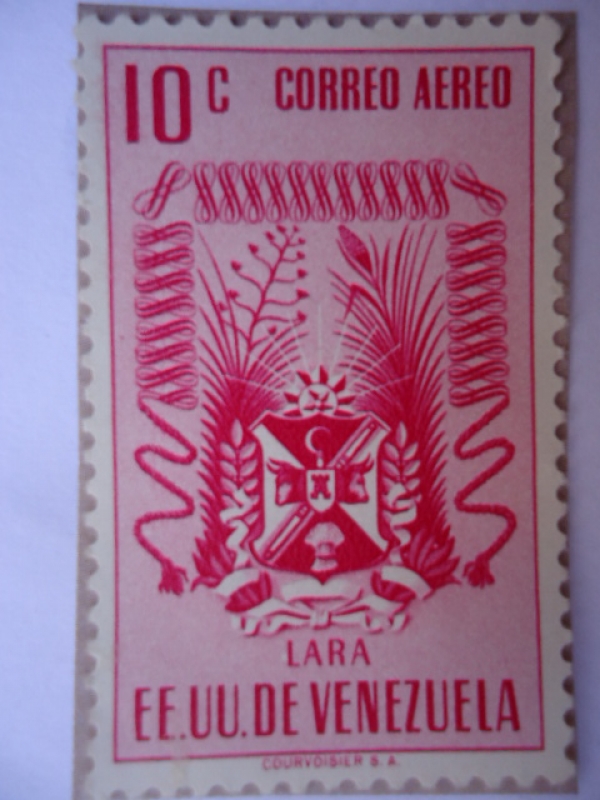 10 C CORREO AEREO
LARA
EE.UU.DE VENEZUELA
COURVOISIER S.A.